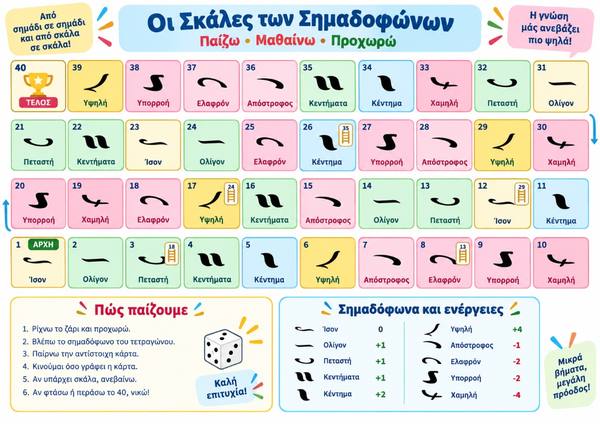 Από
σημάδι σε σημάδι
και από σκάλα
σε σκάλα!
Οι Σκάλες των Σημαδοφώνων
Παίζω • Μαθαίνω • Προχωρώ
Η γνώση
μάς ανεβάζει
πιο ψηλά!
40 ΤΕΛΟΣ
39 Υψηλή
38 Υπορροή
37 Ελαφρόν
36 Απόστροφος
35 Κεντήματα
34 Κέντημα
33 Χαμηλή
32 Πεταστή
31 Ολίγον
21 Πεταστή
22 Κεντήματα
23 Ίσον
24 Ολίγον
25 Ελαφρόν
26 35 Κέντημα
27 Υπορροή
28 Απόστροφος
29 Υψηλή
30 Χαμηλή
20 Υπορροή
19 Χαμηλή
18 Ελαφρόν
17 24 Υψηλή
16 Κεντήματα
15 Απόστροφος
14 Ολίγον
13 Πεταστή
12 29 Ίσον
11 Κέντημα
1 ΑΡΧΗ Ίσον
2 Ολίγον
3 18 Πεταστή
4 Κεντήματα
5 Κέντημα
6 Υψηλή
7 Απόστροφος
8 13 Ελαφρόν
9 Υπορροή
10 Χαμηλή
Πώς παίζουμε
1. Ρίχνω το ζάρι και προχωρώ.
2. Βλέπω το σημαδόφωνο του τετραγώνου.
3. Παίρνω την αντίστοιχη κάρτα.
4. Κινούμαι όσο γράφει η κάρτα.
5. Αν υπάρχει σκάλα, ανεβαίνω.
6. Αν φτάσω ή περάσω το 40, νικώ!
Καλή
επιτυχία!
Σημαδόφωνα και ενέργειες
Ίσον 0
Ολίγον +1
Πεταστή +1
Κεντήματα +1
Κέντημα +2
Υψηλή +4
Απόστροφος -1
Ελαφρόν -2
Υπορροή -2
Χαμηλή -4
Μικρά
βήματα,
μεγάλη
πρόοδος!